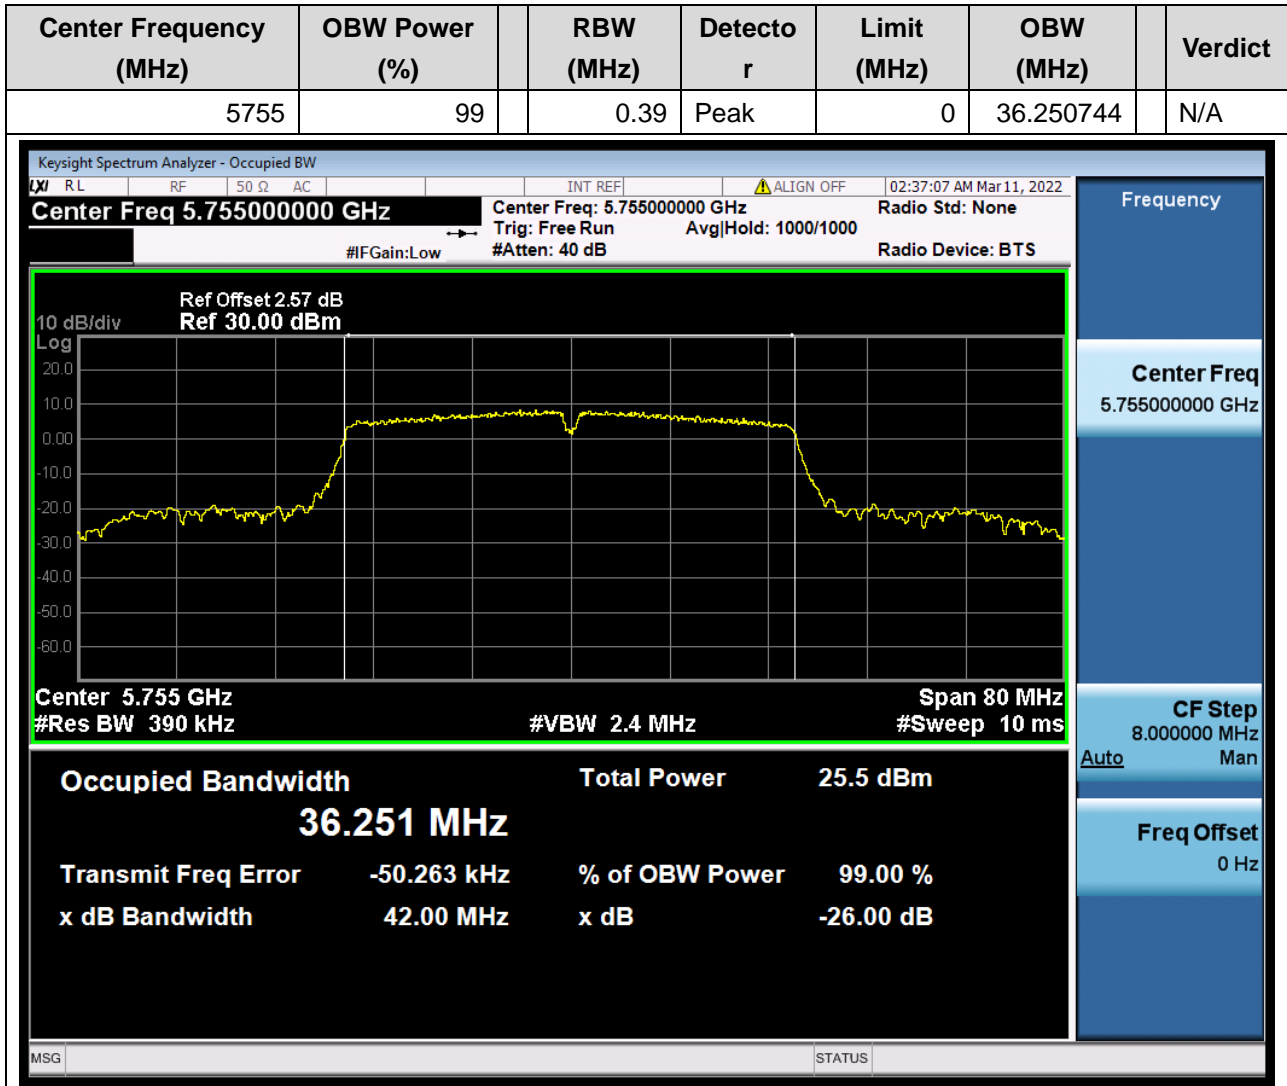 Center Frequency (MHz) OBW Power (%) RBW (MHz) Detecto r Limit (MHz) OBW (MHz) Verdict
5755 99 0.39 Peak 0 36.250744 N/A
Keysight Spectrum Analyzer - Occupied BW
LXI RL RF 50 Ω AC INT REF ALIGN OFF 02:37:07 AM Mar 11, 2022
Center Freq 5.755000000 GHz Center Freq: 5.755000000 GHz Radio Std: None
Trig: Free Run Avg|Hold: 1000/1000
#IFGain:Low #Atten: 40 dB Radio Device: BTS
Frequency
Ref Offset 2.57 dB
10 dB/div Ref 30.00 dBm
Log
20.0
10.0
0.00
-10.0
-20.0
-30.0
-40.0
-50.0
-60.0
Center 5.755 GHz Span 80 MHz
#Res BW 390 kHz #VBW 2.4 MHz #Sweep 10 ms
Center Freq
5.755000000 GHz
CF Step
8.000000 MHz
Auto Man
Freq Offset
0 Hz
Occupied Bandwidth Total Power 25.5 dBm
36.251 MHz
Transmit Freq Error -50.263 kHz % of OBW Power 99.00 %
x dB Bandwidth 42.00 MHz x dB -26.00 dB
MSG STATUS